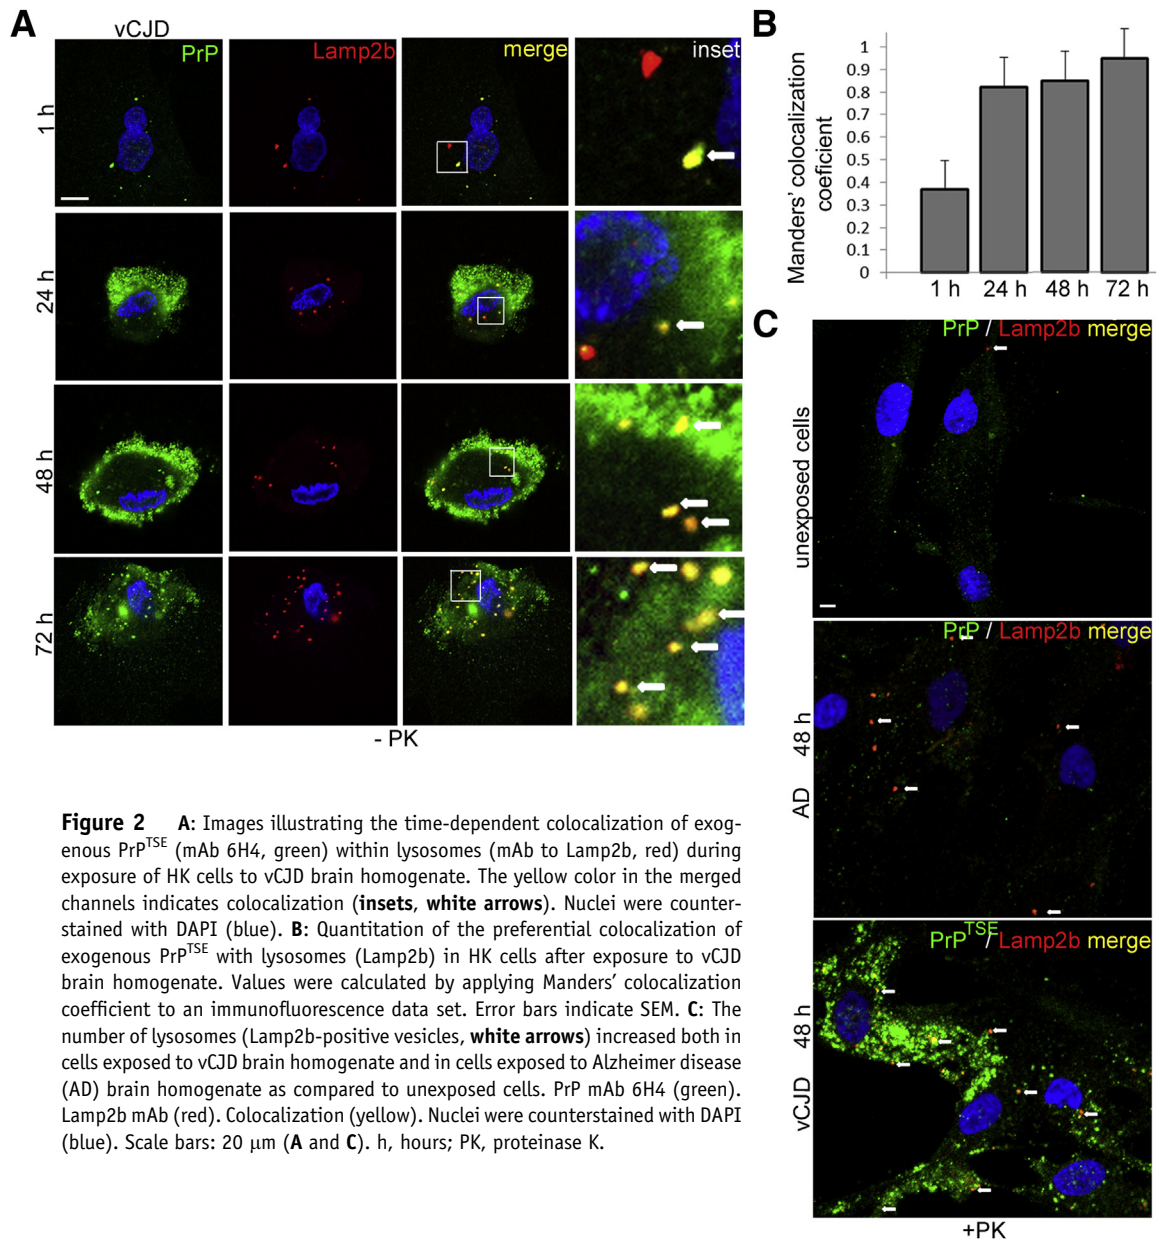 A
vCJD
PrP
Lamp2b
merge
inset
1 h
24 h
48 h
72 h
- PK
B
Manders' colocalization
coeficient
1
0.9
0.8
0.7
0.6
0.5
0.4
0.3
0.2
0.1
0
1 h 24 h 48 h 72 h
C
PrP / Lamp2b merge
unexposed cells
PrP / Lamp2b merge
AD 48 h
PrPTSE / Lamp2b merge
vCJD 48 h
+PK
Figure 2 A: Images illustrating the time-dependent colocalization of exog-
enous PrPTSE (mAb 6H4, green) within lysosomes (mAb to Lamp2b, red) during
exposure of HK cells to vCJD brain homogenate. The yellow color in the merged
channels indicates colocalization (insets, white arrows). Nuclei were counter-
stained with DAPI (blue). B: Quantitation of the preferential colocalization of
exogenous PrPTSE with lysosomes (Lamp2b) in HK cells after exposure to vCJD
brain homogenate. Values were calculated by applying Manders' colocalization
coefficient to an immunofluorescence data set. Error bars indicate SEM. C: The
number of lysosomes (Lamp2b-positive vesicles, white arrows) increased both in
cells exposed to vCJD brain homogenate and in cells exposed to Alzheimer disease
(AD) brain homogenate as compared to unexposed cells. PrP mAb 6H4 (green).
Lamp2b mAb (red). Colocalization (yellow). Nuclei were counterstained with DAPI
(blue). Scale bars: 20 μm (A and C). h, hours; PK, proteinase K.